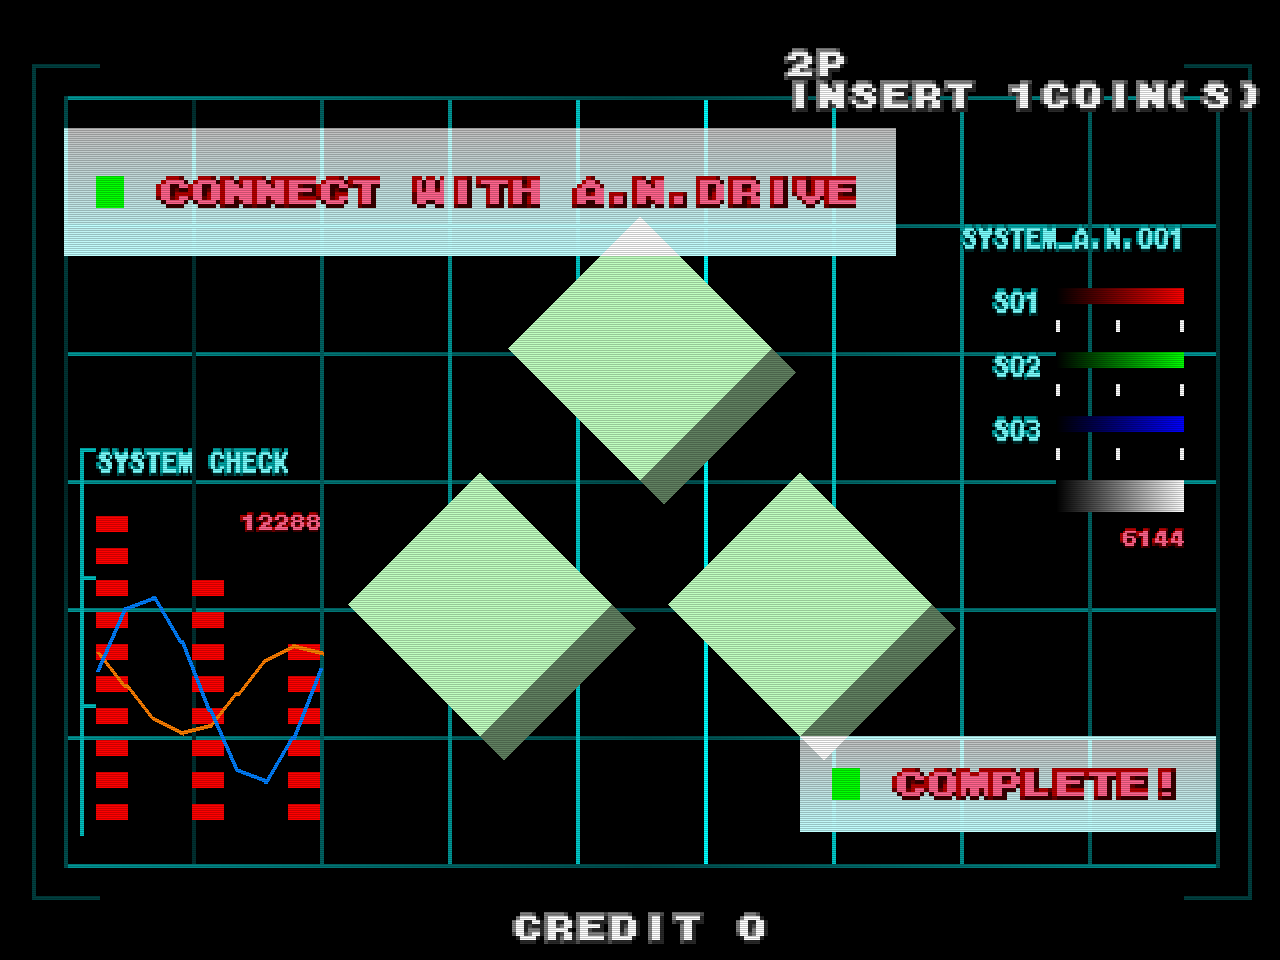 2P
INSERT 1COIN(S)
CONNECT WITH A.N.DRIVE
SYSTEM_A.N.001
S01
S02
S03
6144
SYSTEM CHECK
12288
COMPLETE!
CREDIT 0